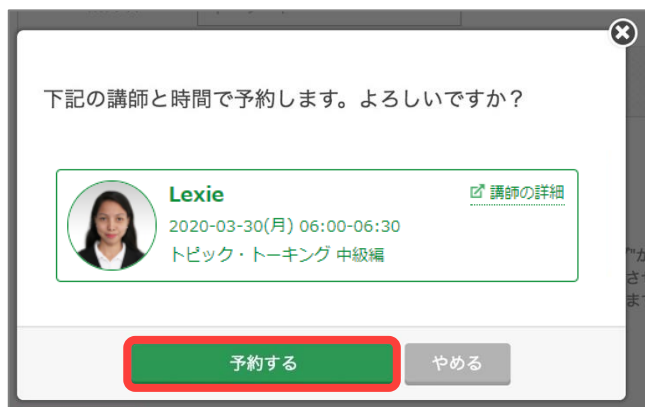 下記の講師と時間で予約します。よろしいですか？
Lexie
講師の詳細
2020-03-30(月) 06:00-06:30
トピック・トーキング 中級編
予約する
やめる